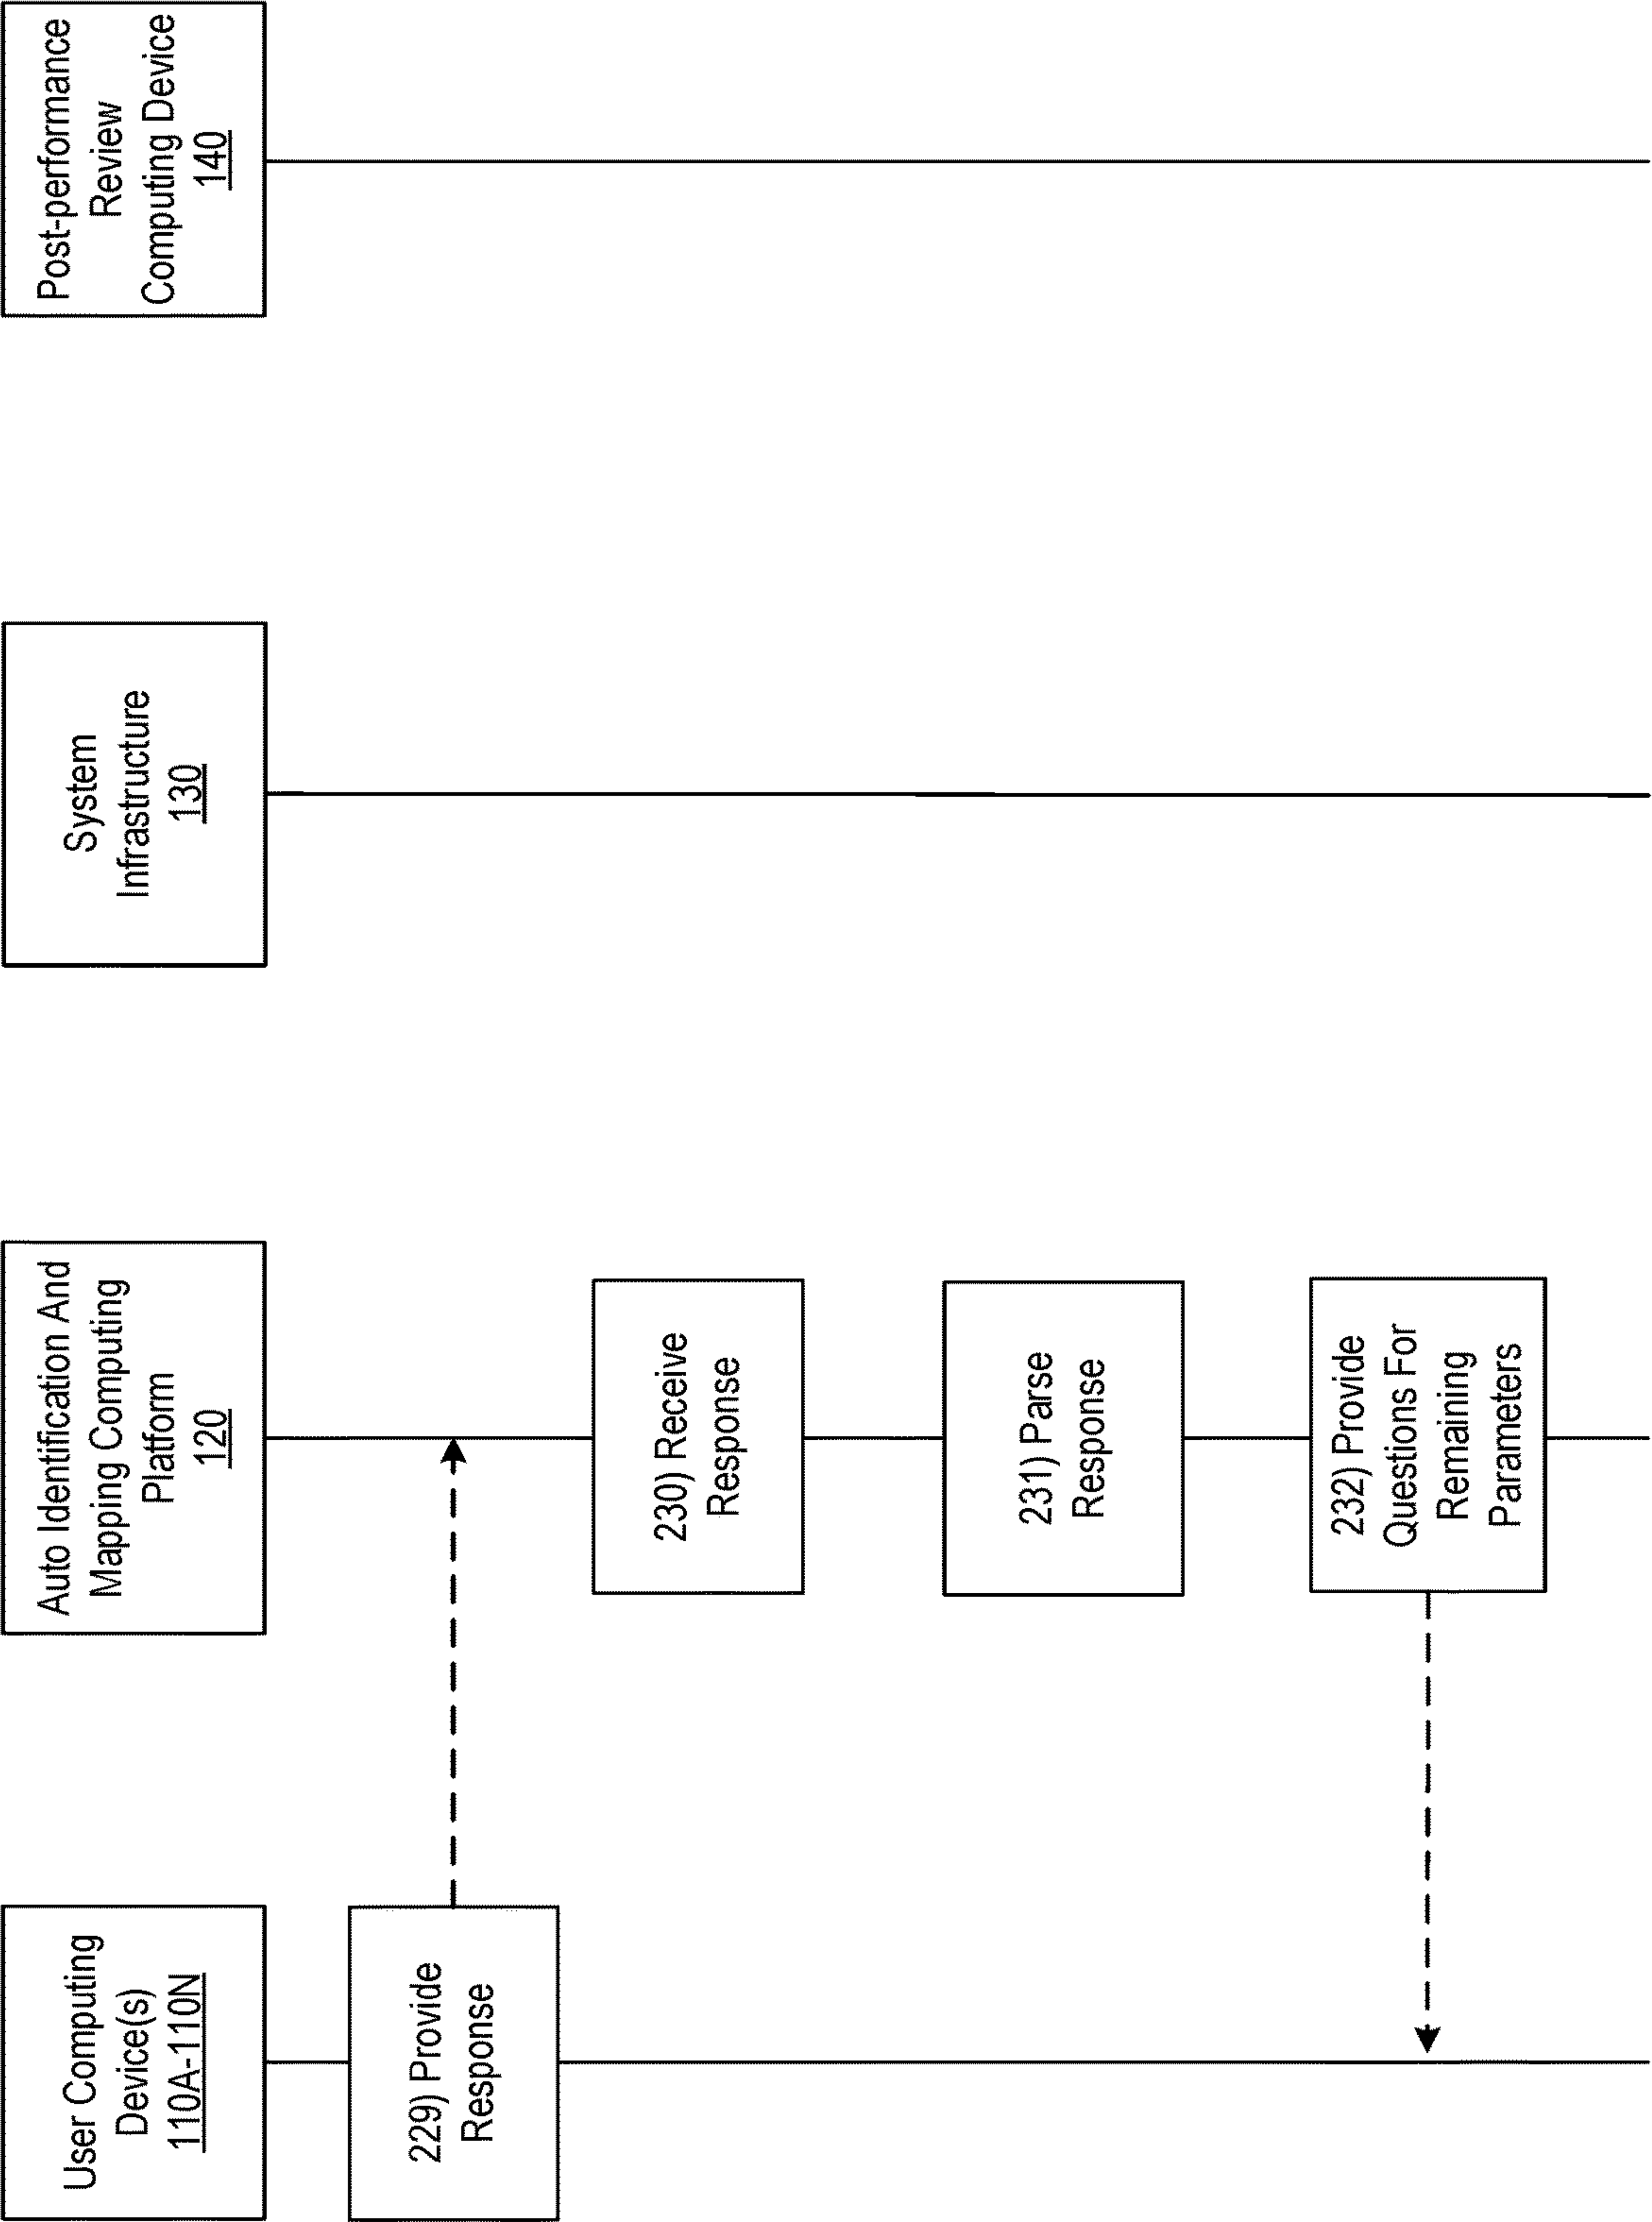 User Computing
Device(s)
110A-110N
Auto Identification And
Mapping Computing
Platform
120
System
Infrastructure
130
Post-performance
Review
Computing Device
140
229) Provide
Response
230) Receive
Response
231) Parse
Response
232) Provide
Questions For
Remaining
Parameters